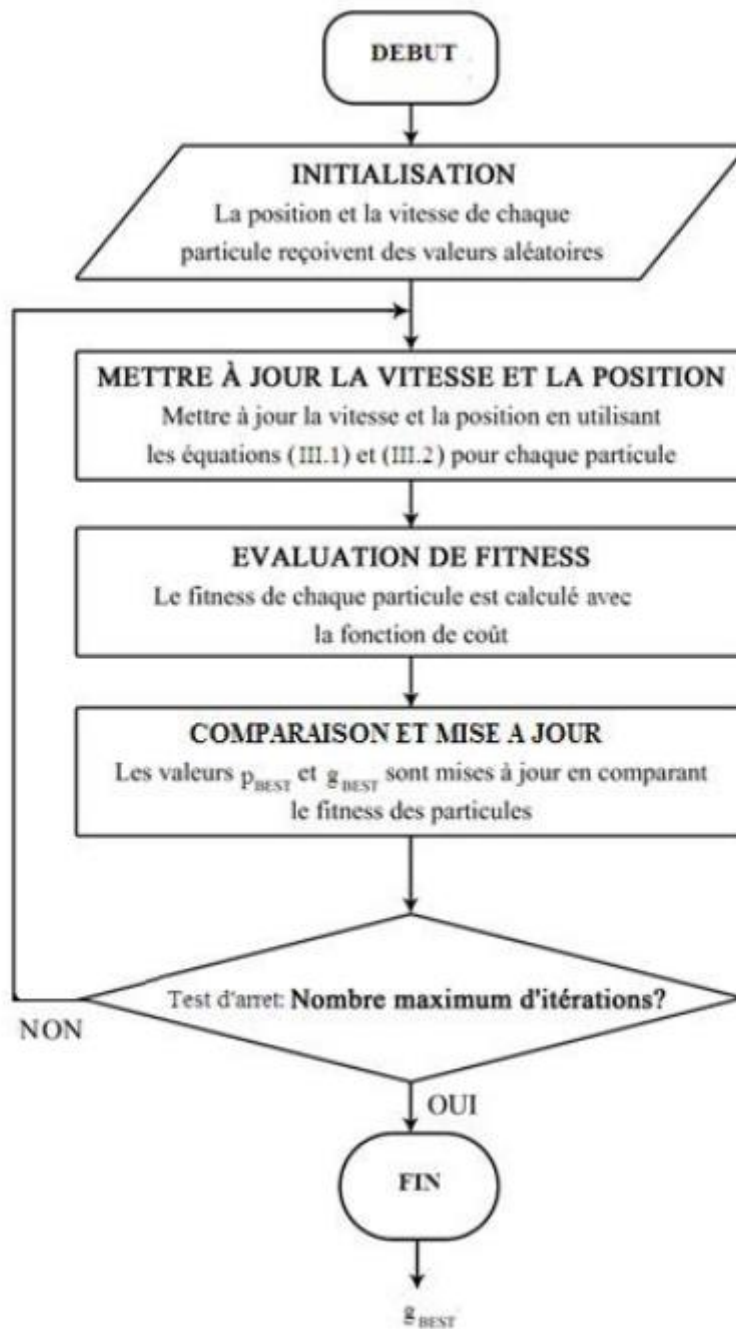 DEBUT
INITIALISATION
La position et la vitesse de chaque
particule reçoivent des valeurs aléatoires
METTRE À JOUR LA VITESSE ET LA POSITION
Mettre à jour la vitesse et la position en utilisant
les équations (III.1) et (III.2) pour chaque particule
EVALUATION DE FITNESS
Le fitness de chaque particule est calculé avec
la fonction de coût
COMPARAISON ET MISE A JOUR
Les valeurs pBEST et gBEST sont mises à jour en comparant
le fitness des particules
Test d'arret: Nombre maximum d'itérations?
NON
OUI
FIN
gBEST